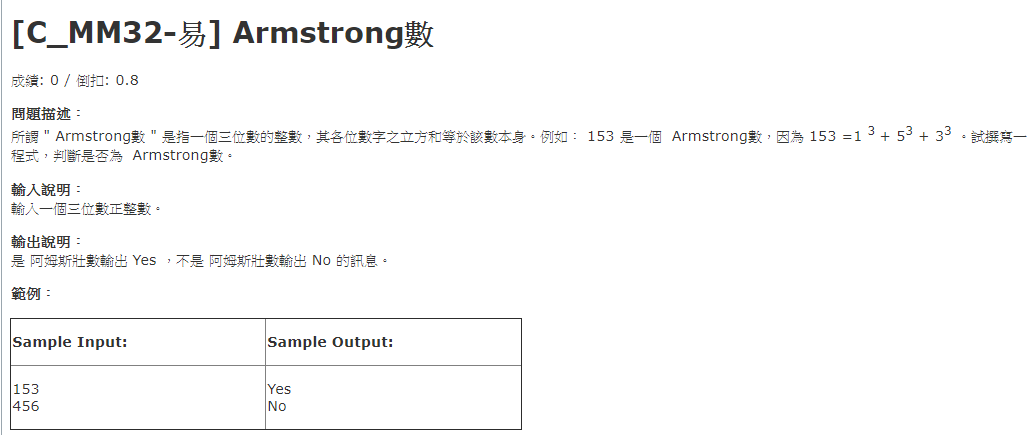 [C_MM32-易] Armstrong數
成績: 0 / 倒扣: 0.8
問題描述：
所謂 " Armstrong數 " 是指一個三位數的整數，其各位數字之立方和等於該數本身。例如： 153 是一個 Armstrong數，因為 153 =1 3 + 53 + 33 。試撰寫一
程式，判斷是否為 Armstrong數。
輸入說明：
輸入一個三位數正整數。
輸出說明：
是 阿姆斯壯數輸出 Yes ，不是 阿姆斯壯數輸出 No 的訊息。
範例：
Sample Input: Sample Output:
153 Yes
456 No